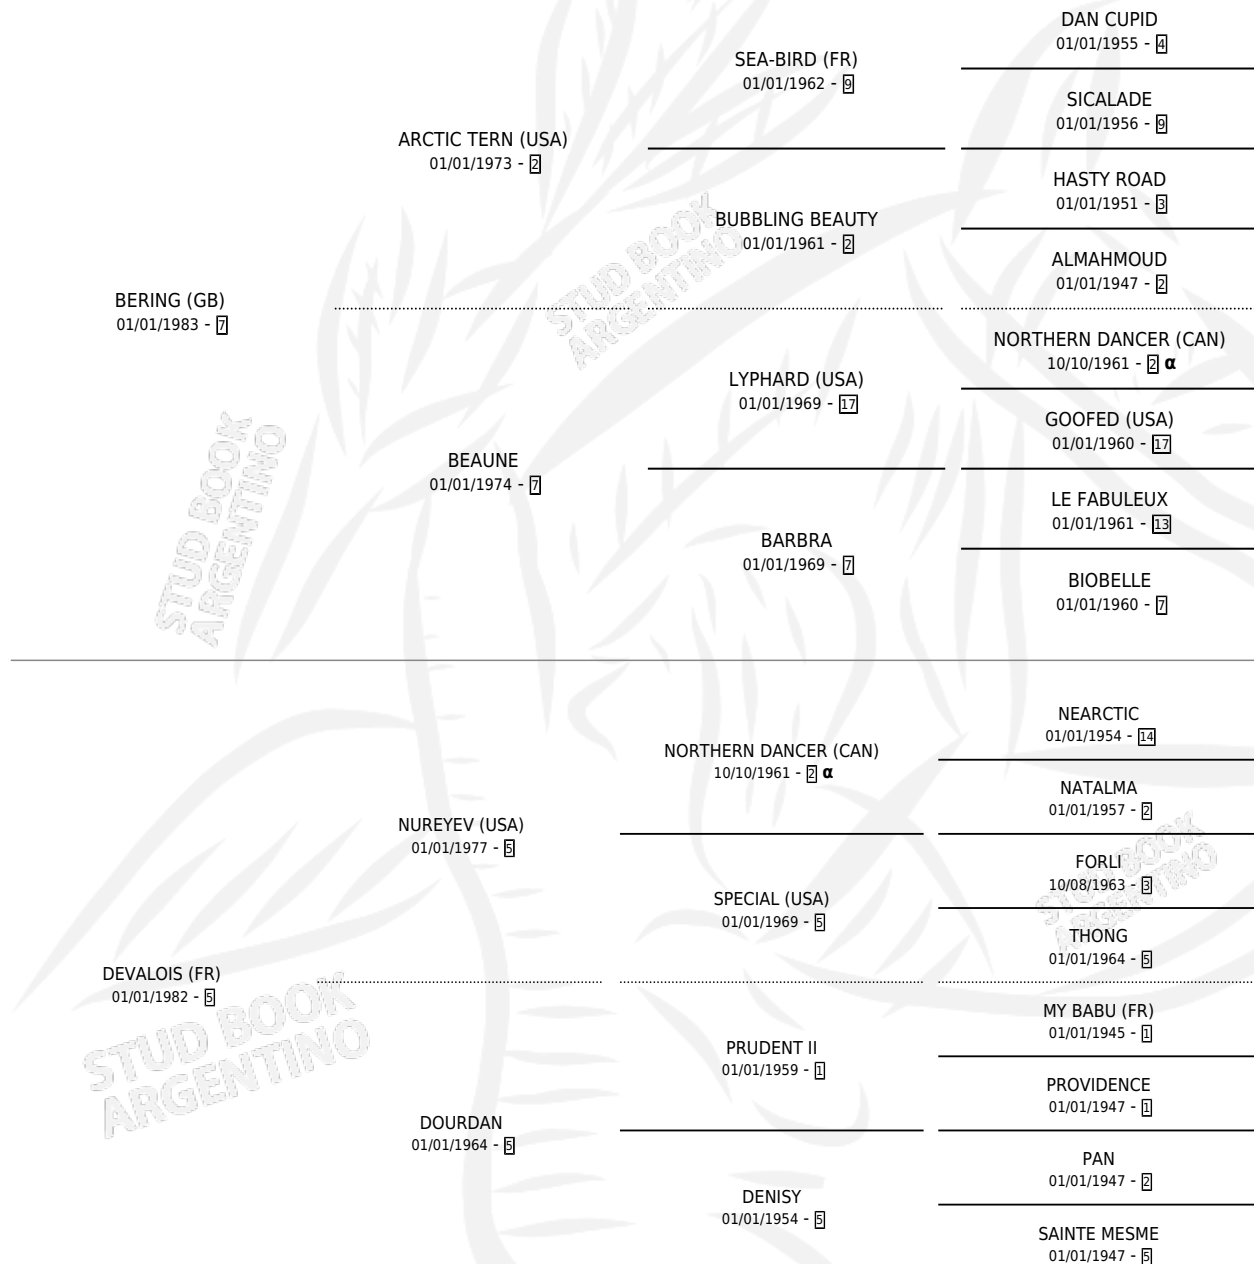 DAN CUPID
01/01/1955 - 4
SEA-BIRD (FR)
01/01/1962 - 9
SICALADE
01/01/1956 - 9
ARCTIC TERN (USA)
01/01/1973 - 2
HASTY ROAD
01/01/1951 - 3
BUBBLING BEAUTY
01/01/1961 - 2
ALMAHMOUD
01/01/1947 - 2
STUD BOOK
ARGENTINO
BERING (GB)
01/01/1983 - 7
NORTHERN DANCER (CAN)
10/10/1961 - 2 α
LYPHARD (USA)
01/01/1969 - 17
GOOFED (USA)
01/01/1960 - 17
BEAUNE
01/01/1974 - 7
LE FABULEUX
01/01/1961 - 13
BARBRA
01/01/1969 - 7
BIOBELLE
01/01/1960 - 7
STUD BOOK
ARGENTINO
NEARCTIC
01/01/1954 - 14
NORTHERN DANCER (CAN)
10/10/1961 - 2 α
NATALMA
01/01/1957 - 2
NUREYEV (USA)
01/01/1977 - 5
FORLI
10/08/1963 - 3
SPECIAL (USA)
01/01/1969 - 5
THONG
01/01/1964 - 5
STUD BOOK
ARGENTINO
DEVALOIS (FR)
01/01/1982 - 5
MY BABU (FR)
01/01/1945 - 1
PRUDENT II
01/01/1959 - 1
PROVIDENCE
01/01/1947 - 1
STUD BOOK
ARGENTINO
DOURDAN
01/01/1964 - 5
PAN
01/01/1947 - 2
DENISY
01/01/1954 - 5
SAINTE MESME
01/01/1947 - 5